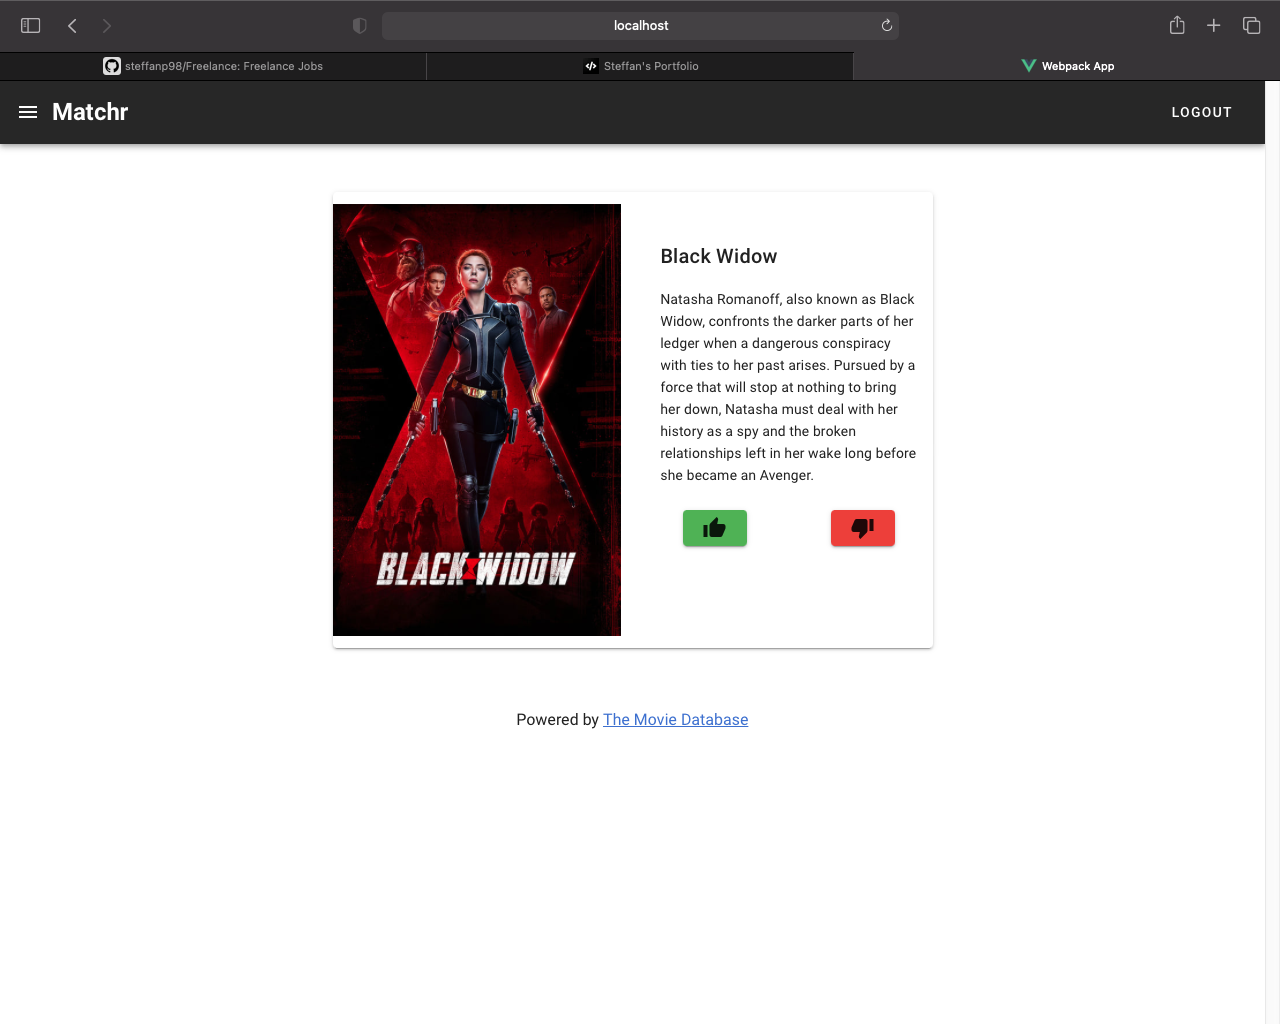 localhost
steffanp98/Freelance: Freelance Jobs
Steffan's Portfolio
Webpack App
Matchr
LOGOUT
Black Widow
Natasha Romanoff, also known as Black
Widow, confronts the darker parts of her
ledger when a dangerous conspiracy
with ties to her past arises. Pursued by a
force that will stop at nothing to bring
her down, Natasha must deal with her
history as a spy and the broken
relationships left in her wake long before
she became an Avenger.
BLACK WIDOW
Powered by The Movie Database